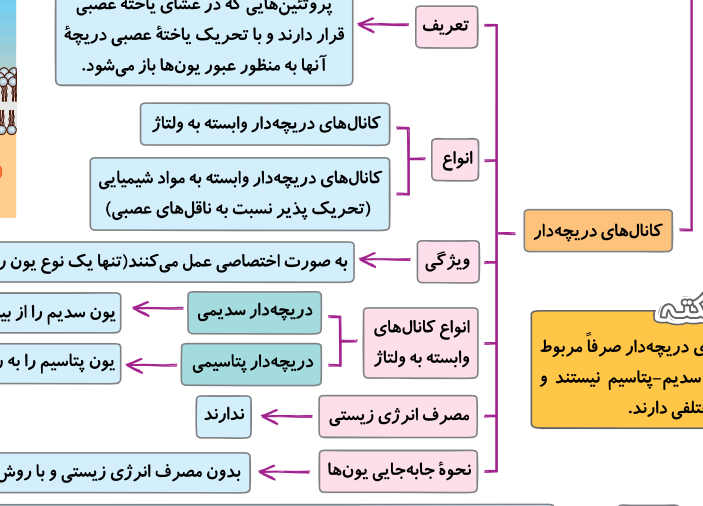 پروتئین‌هایی که در غشای یاختهٔ عصبی
قرار دارند و با تحریک یاختهٔ عصبی دریچهٔ
آنها به منظور عبور یون‌ها باز می‌شود.
تعریف
کانال‌های دریچه‌دار وابسته به ولتاژ
انواع
کانال‌های دریچه‌دار وابسته به مواد شیمیایی
(تحریک پذیر نسبت به ناقل‌های عصبی)
کانال‌های دریچه‌دار
ویژگی
به صورت اختصاصی عمل می‌کنند(تنها یک نوع یون
انواع کانال‌های
وابسته به ولتاژ
دریچه‌دار سدیمی
یون سدیم را از
دریچه‌دار پتاسیمی
یون پتاسیم را به
مصرف انرژی زیستی
ندارند
نحوهٔ جابه‌جایی یون‌ها
بدون مصرف انرژی زیستی و با روش
دریچه‌دار صرفاً مربوط
سدیم-پتاسیم نیستند و
دارند.